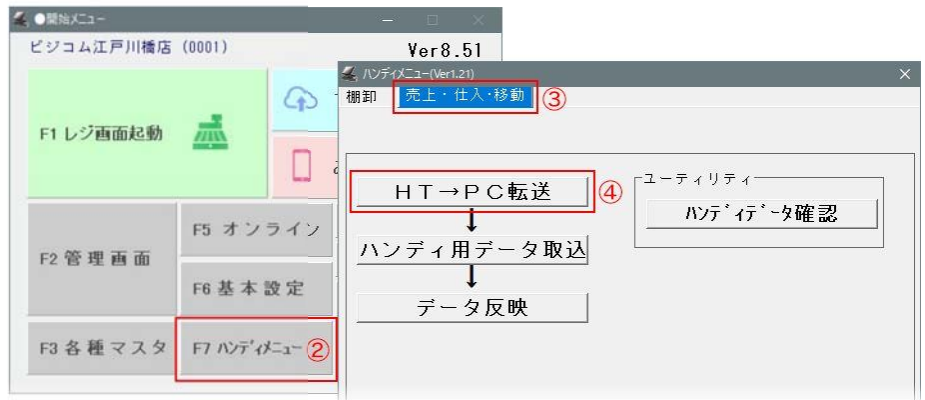 ●開始メニュー
ビジコム江戸川橋店 (0001)
Ver8.51
F1 レジ画面起動
F2 管理画面
F5 オンライン
F6 基本設定
F3 各種マスタ
F7 ハンディメニュー ②
ハンディメニュー(Ver1.21)
棚卸 売上・仕入・移動 ③
HT→PC転送 ④
↓
ハンディ用データ取込
↓
データ反映
ユーティリティ
ハンディデータ確認